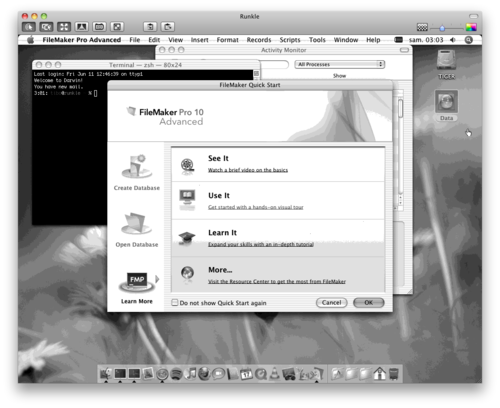 Runkle
FileMaker Pro Advanced File Edit View Insert Format Records Scripts Tools Window Help sam. 03:03
Activity Monitor
Terminal — zsh — 80x24
All Processes
Show
Last login: Fri Jun 11 12:46:39 on ttyp1
Welcome to Darwin!
You have new mail.
FileMaker Quick Start
FileMaker Pro 10
Advanced
See It
Watch a brief video on the basics
Create Database
Use It
Get started with a hands-on visual tour
Learn It
Expand your skills with an in-depth tutorial
Open Database
More...
Visit the Resource Center to get the most from FileMaker
FMP
Learn More
Do not show Quick Start again
Cancel
OK
TIGER
Data
17